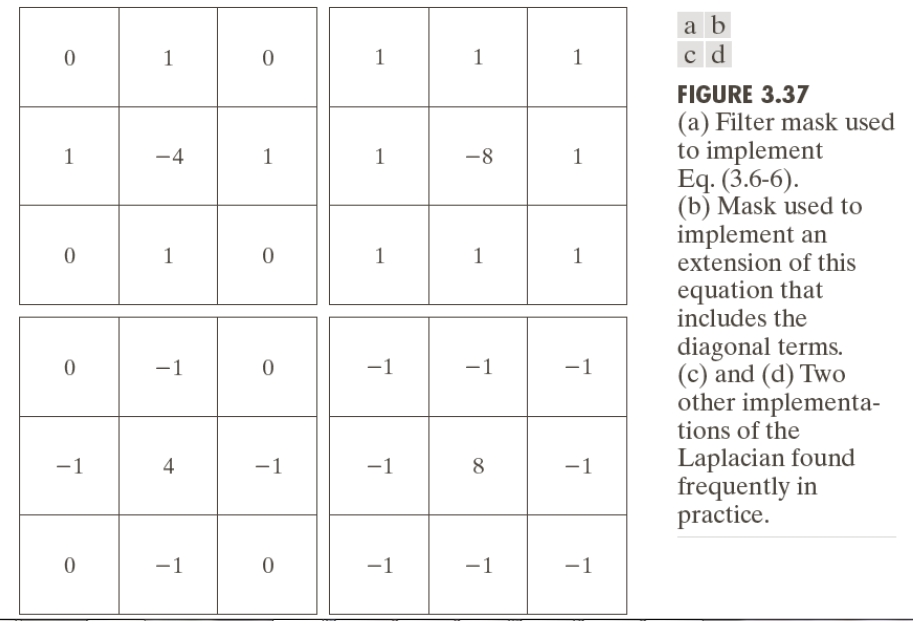 0 1 0
1 −4 1
0 1 0
1 1 1
1 −8 1
1 1 1
0 −1 0
−1 4 −1
0 −1 0
−1 −1 −1
−1 8 −1
−1 −1 −1
a b
c d
FIGURE 3.37
(a) Filter mask used
to implement
Eq. (3.6-6).
(b) Mask used to
implement an
extension of this
equation that
includes the
diagonal terms.
(c) and (d) Two
other implementa-
tions of the
Laplacian found
frequently in
practice.